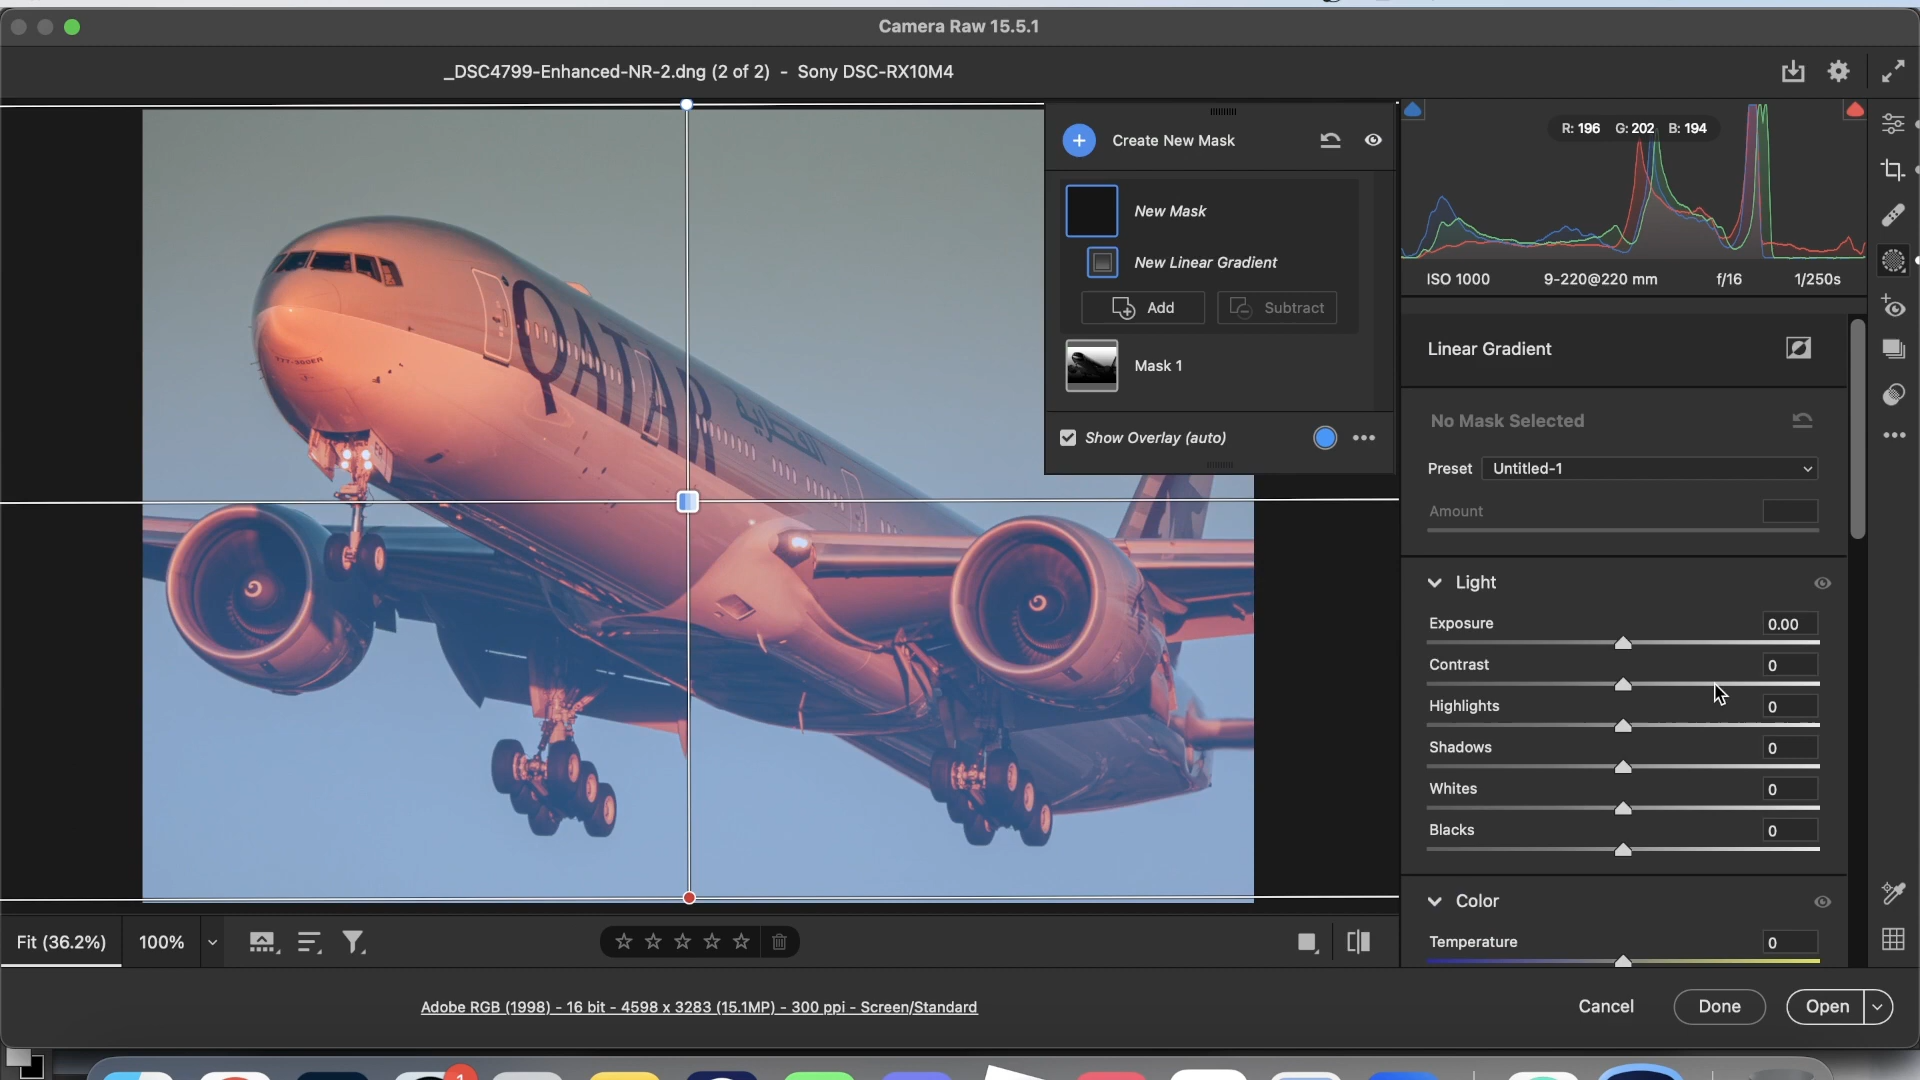 Camera Raw 15.5.1
_DSC4799-Enhanced-NR-2.dng (2 of 2) - Sony DSC-RX10M4
Create New Mask
New Mask
New Linear Gradient
Add
Subtract
Mask 1
Show Overlay (auto)
R: 196 G: 202 B: 194
ISO 1000 9-220@220 mm f/16 1/250s
Linear Gradient
No Mask Selected
Preset Untitled-1
Amount
Light
Exposure 0.00
Contrast 0
Highlights 0
Shadows 0
Whites 0
Blacks 0
Color
Temperature 0
QATAR
القطرية
777-300ER
Fit (36.2%) 100%
Adobe RGB (1998) - 16 bit - 4598 x 3283 (15.1MP) - 300 ppi - Screen/Standard
Cancel Done Open
1